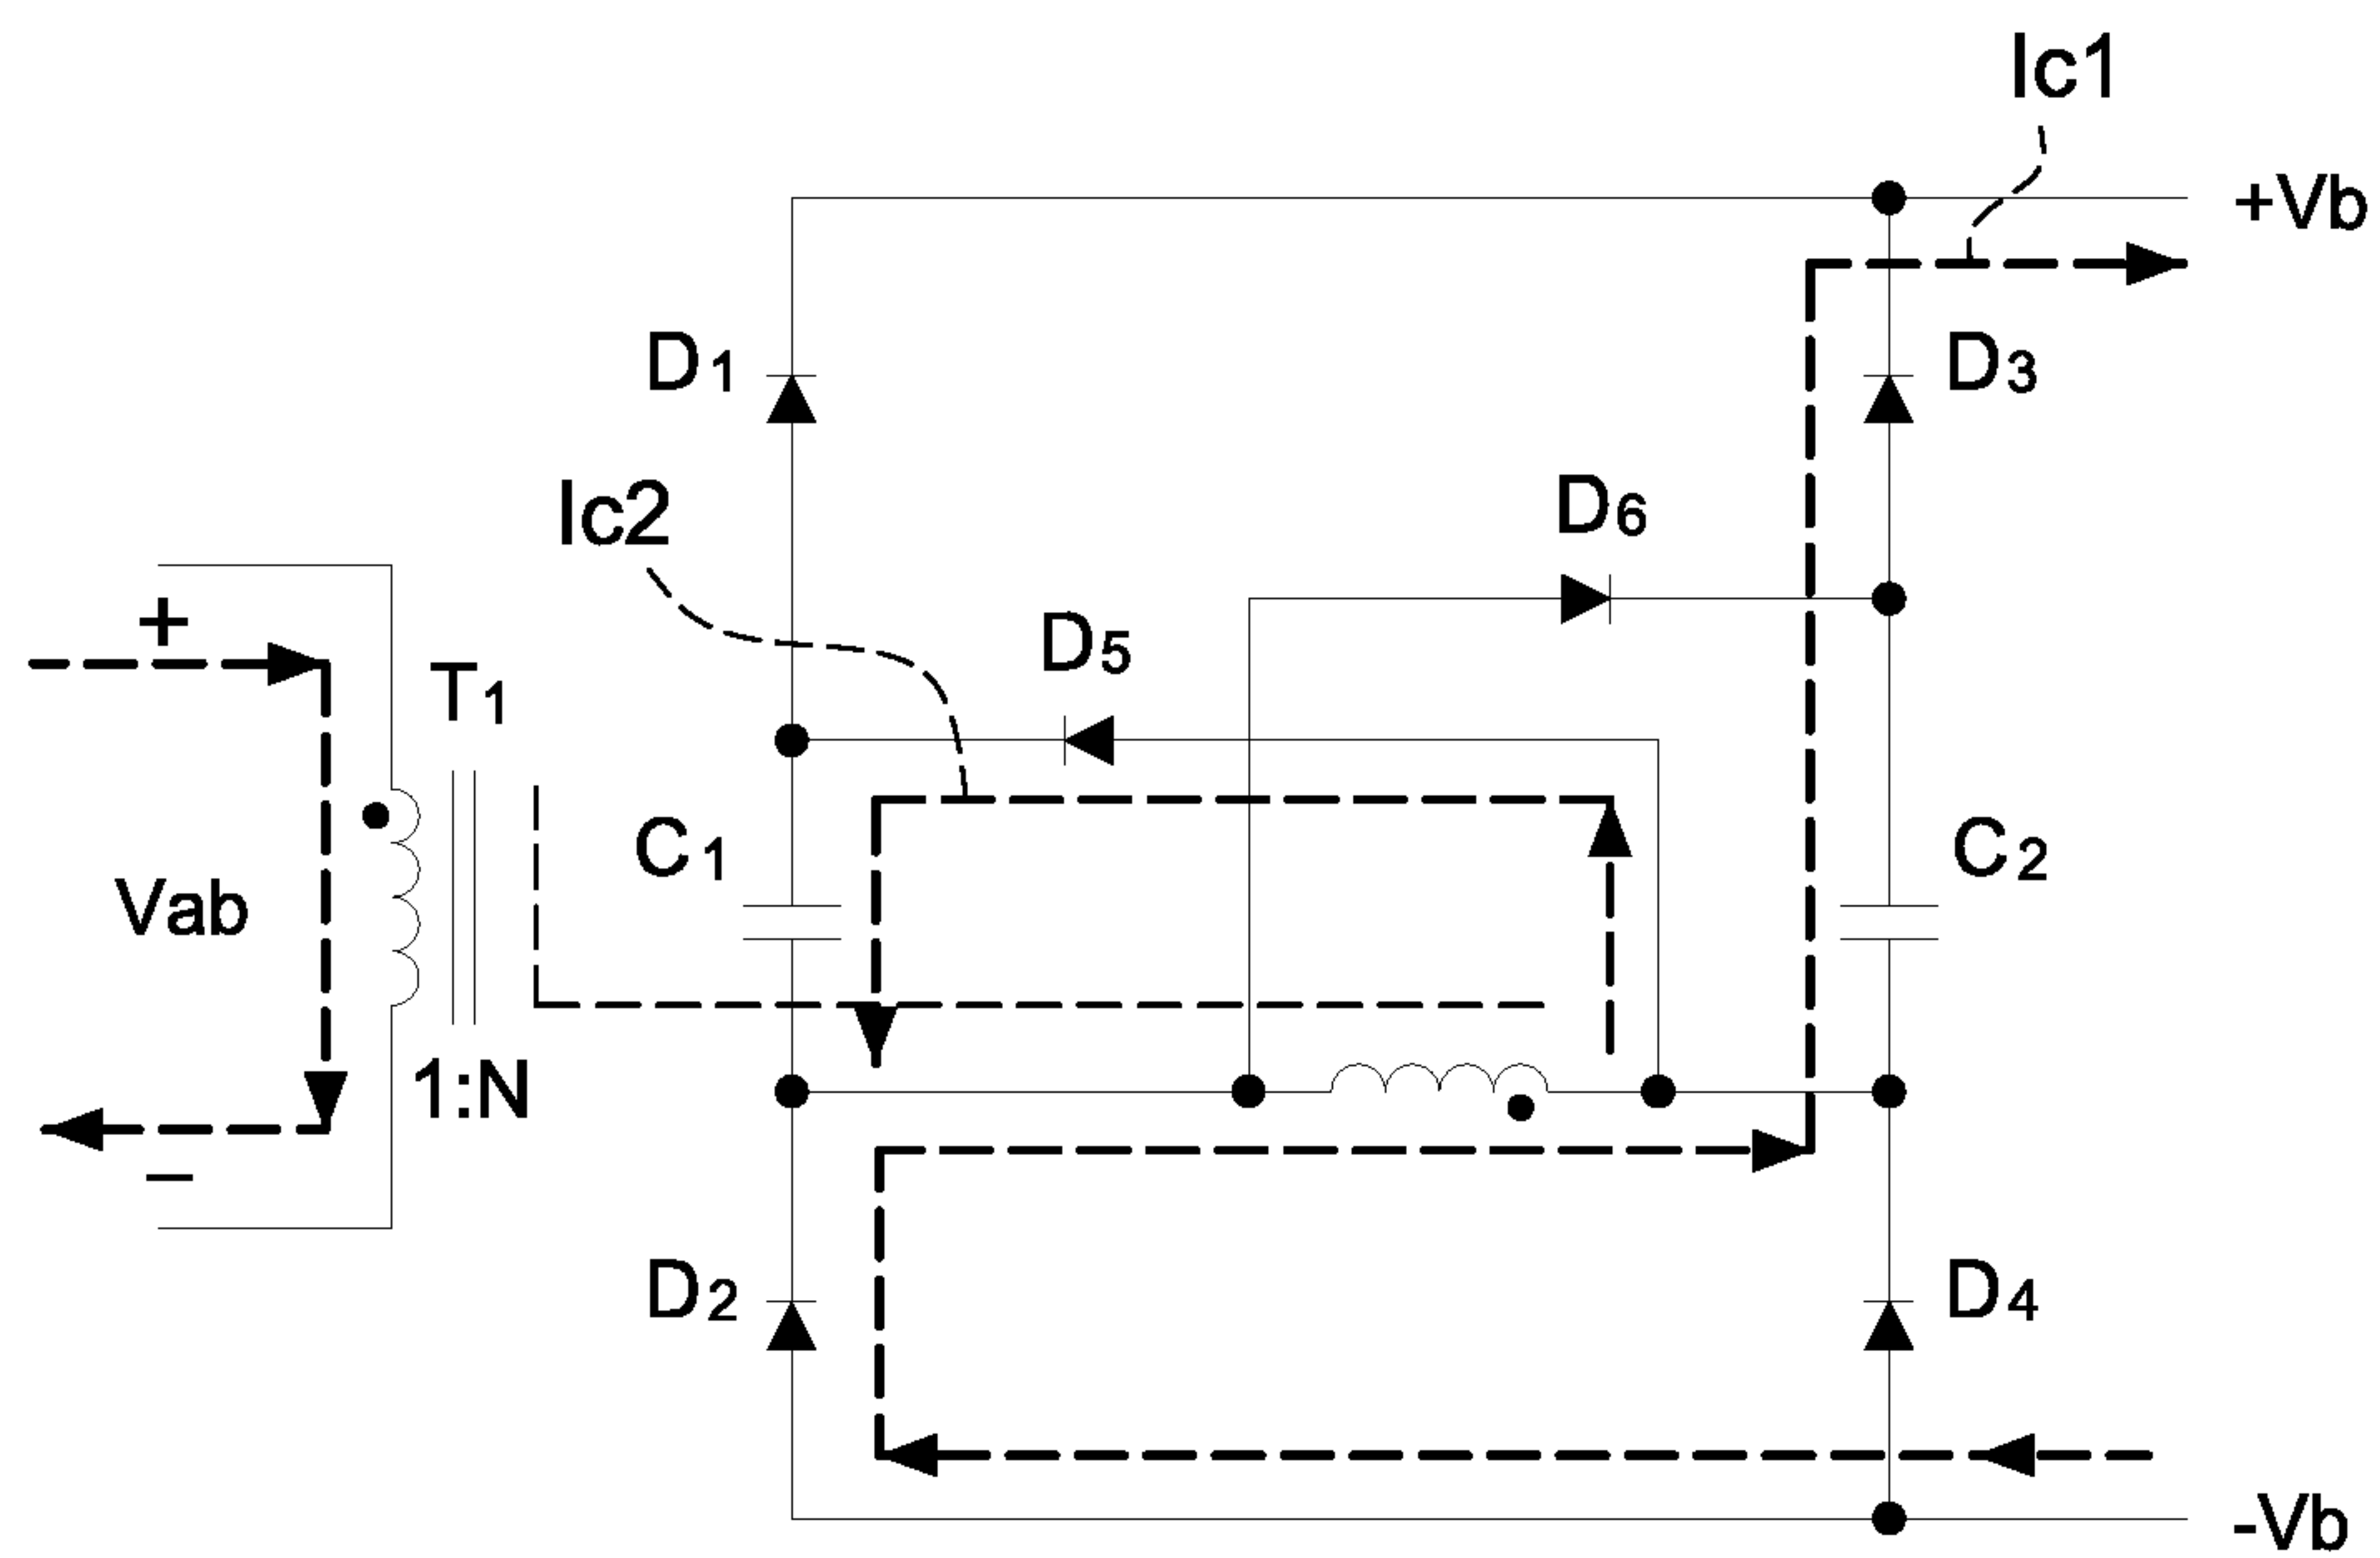 Ic1
+Vb
D1
D3
Ic2
D6
D5
+
T1
C1
C2
Vab
1:N
−
D2
D4
-Vb